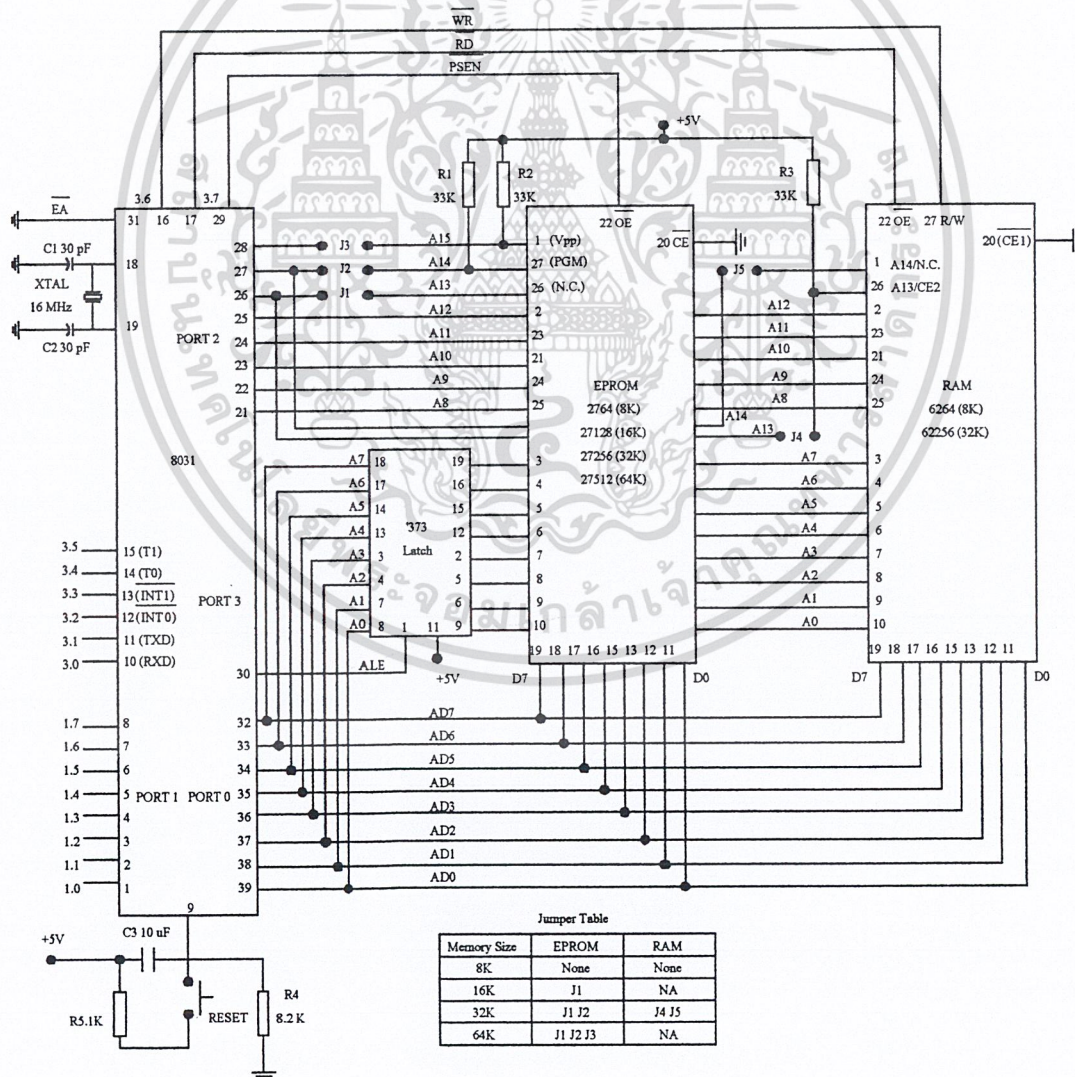 WR
RD
PSEN
+5V
R1
33K
R2
33K
R3
33K
EA
C1 30 pF
XTAL
16 MHz
C2 30 pF
3.6 3.7
31 16 17 29
18
19
28
27
26
25
24
23
22
21
PORT 2
8031
J3
J2
J1
A15
A14
A13
A12
A11
A10
A9
A8
22 OE
20 CE
1 (Vpp)
27 (PGM)
26 (N.C.)
2
23
21
24
25
EPROM
2764 (8K)
27128 (16K)
27256 (32K)
27512 (64K)
3
4
5
6
7
8
9
10
19 18 17 16 15 13 12 11
D7 D0
J5
A12
A11
A10
A9
A8
A14
A13 J4
A7
A6
A5
A4
A3
A2
A1
A0
22 OE 27 R/W
20 (CE1)
1 A14/N.C.
26 A13/CE2
2
23
21
24
25
RAM
6264 (8K)
62256 (32K)
3
4
5
6
7
8
9
10
19 18 17 16 15 13 12 11
D7 D0
A7 18 19
A6 17 16
A5 14 15
A4 13 12
A3 3 2
A2 4 5
A1 7 6
A0 8 1 11 9
'373
Latch
ALE
+5V
3.5 15 (T1)
3.4 14 (T0)
3.3 13 (INT1)
3.2 12 (INT0)
3.1 11 (TXD)
3.0 10 (RXD)
PORT 3
30
1.7 8
1.6 7
1.5 6
1.4 5
1.3 4
1.2 3
1.1 2
1.0 1
PORT 1 PORT 0
32 AD7
33 AD6
34 AD5
35 AD4
36 AD3
37 AD2
38 AD1
39 AD0
9
+5V
C3 10 uF
R5.1K
RESET
R4
8.2 K
Jumper Table
Memory Size EPROM RAM
8K None None
16K J1 NA
32K J1 J2 J4 J5
64K J1 J2 J3 NA